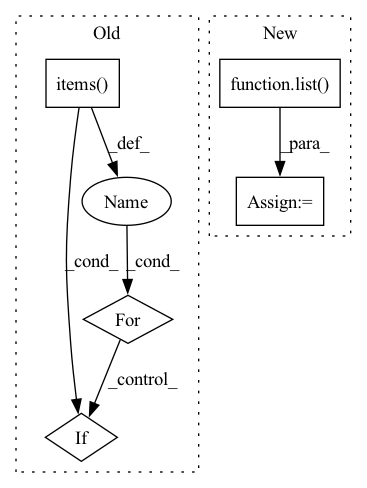 Old
New
items()
function.list()
_def_
_para_
Name
Assign:=
_cond_
_cond_
For
_control_
If